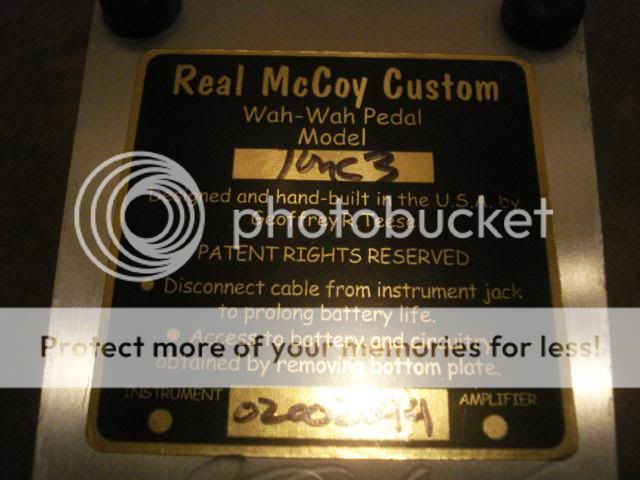 Real McCoy Custom
Wah-Wah Pedal
Model
RMC3
Designed and hand-built in the U.S.A. by
Geoffrey R. Teese
photobucket
PATENT RIGHTS RESERVED
● Disconnect cable from instrument jack
to prolong battery life.
Protect more of your memories for less!
● Access to battery and circuitry
obtained by removing bottom plate.
INSTRUMENT
AMPLIFIER